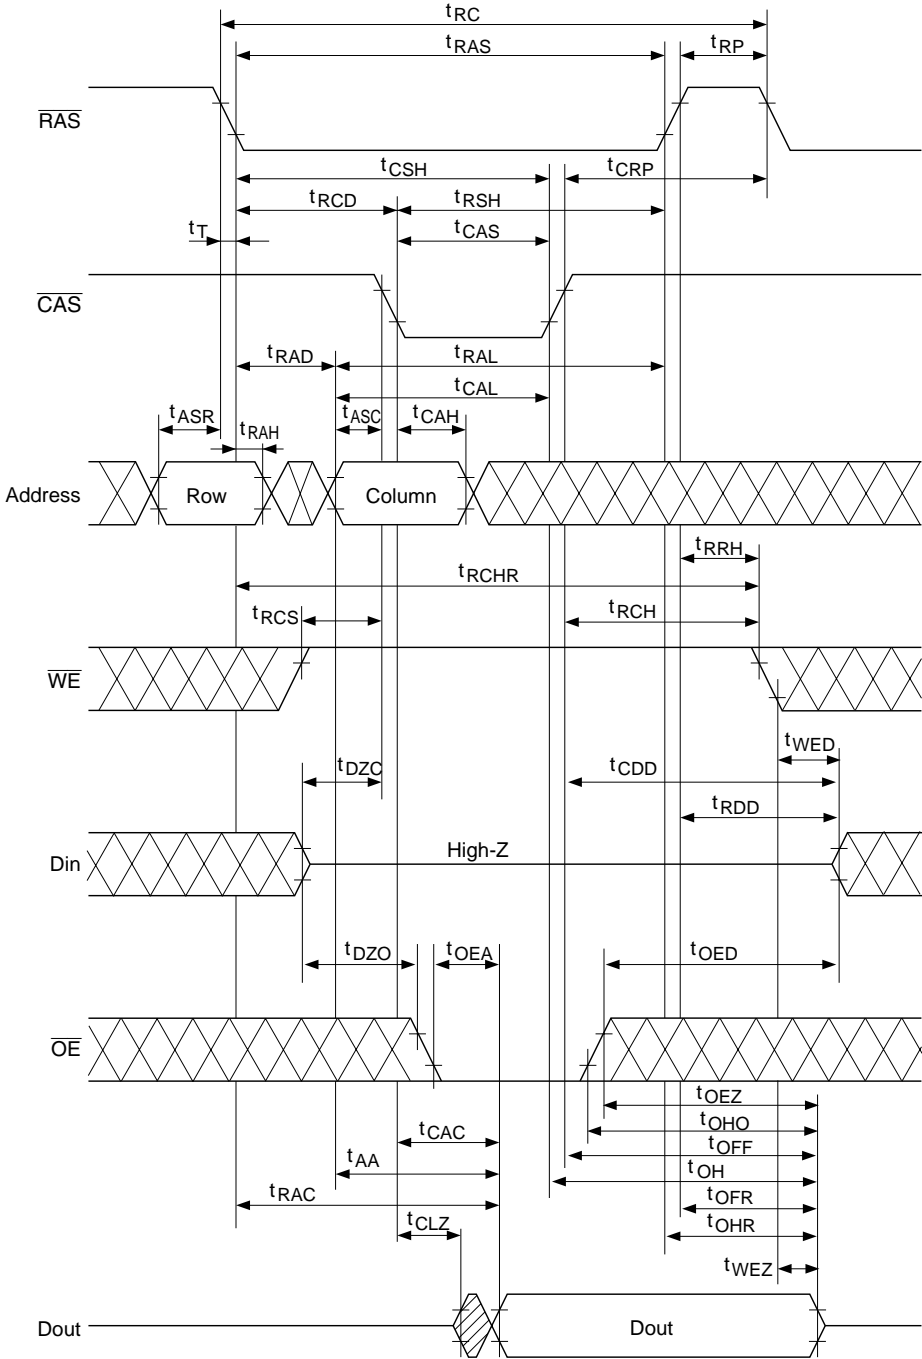 tRC
tRAS
tRP
RAS
tCSH
tCRP
tRCD
tRSH
tT
tCAS
CAS
tRAD
tRAL
tCAL
tASR
tASC
tCAH
tRAH
Address
Row
Column
tRRH
tRCHR
tRCS
tRCH
WE
tWED
tDZC
tCDD
tRDD
High-Z
Din
tDZO
tOEA
tOED
OE
tOEZ
tOHO
tCAC
tOFF
tAA
tOH
tRAC
tOFR
tCLZ
tOHR
tWEZ
Dout
Dout